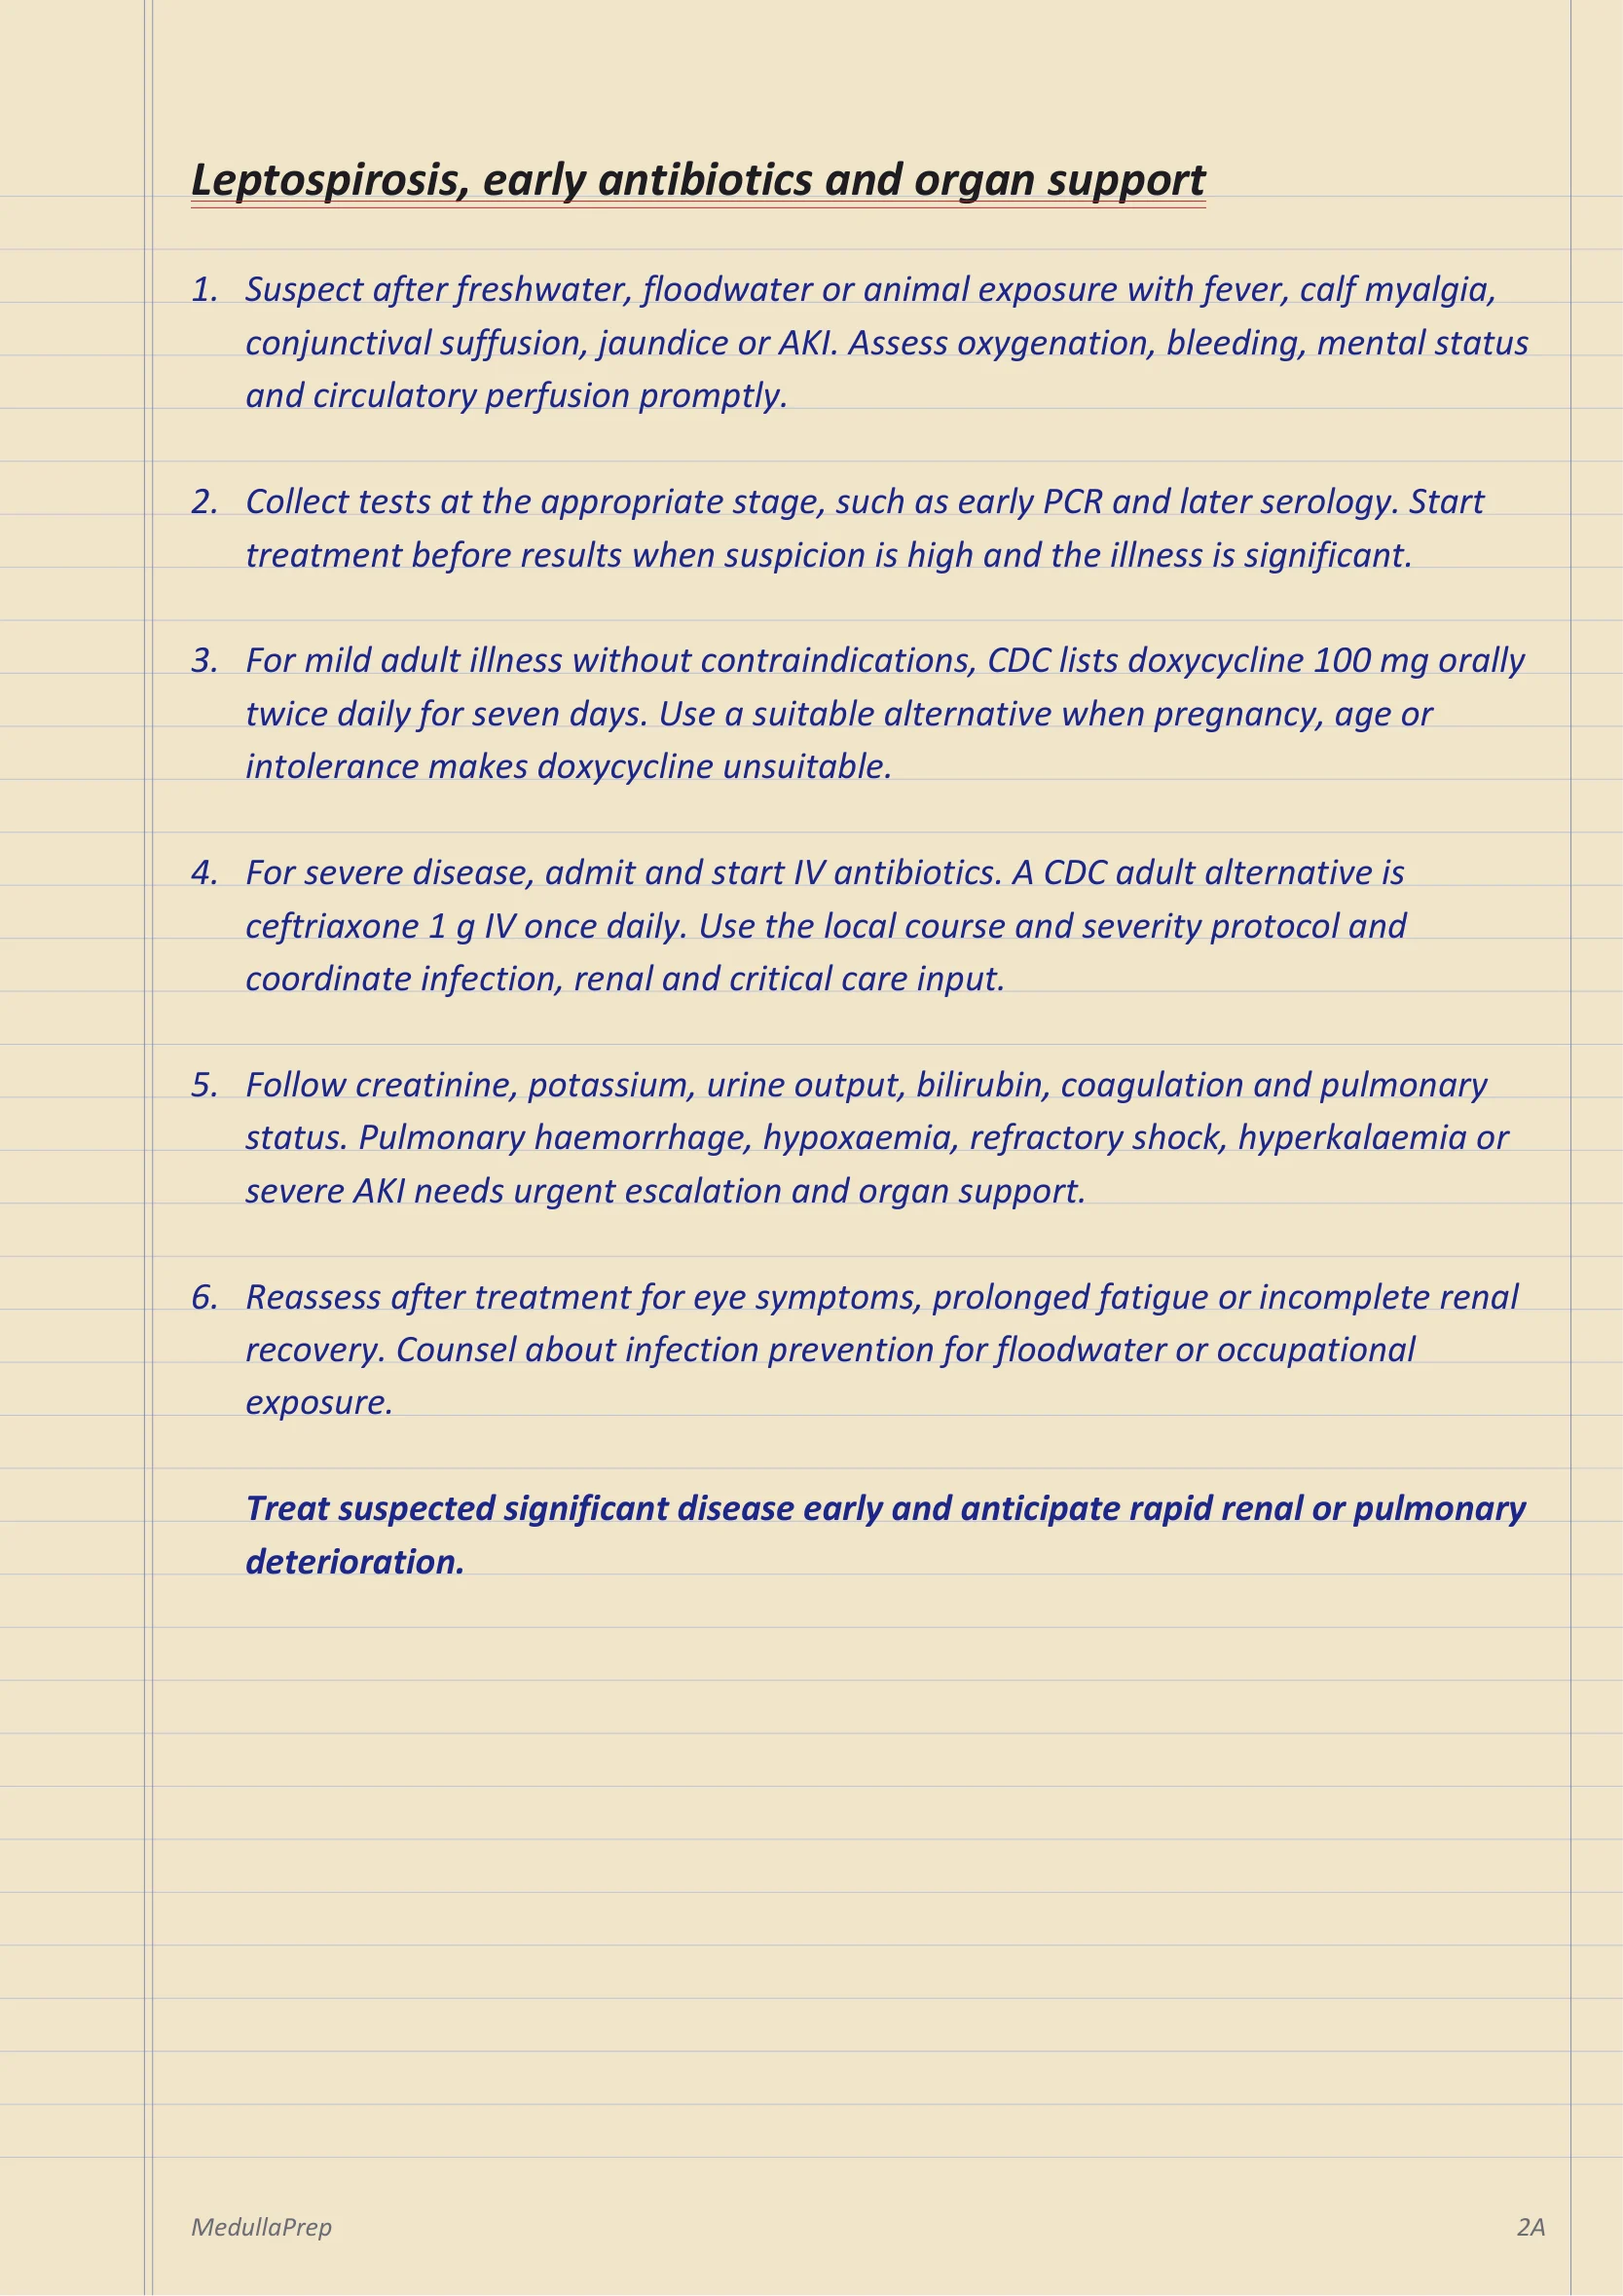 Leptospirosis, early antibiotics and organ support
1. Suspect after freshwater, floodwater or animal exposure with fever, calf myalgia,
conjunctival suffusion, jaundice or AKI. Assess oxygenation, bleeding, mental status
and circulatory perfusion promptly.
2. Collect tests at the appropriate stage, such as early PCR and later serology. Start
treatment before results when suspicion is high and the illness is significant.
3. For mild adult illness without contraindications, CDC lists doxycycline 100 mg orally
twice daily for seven days. Use a suitable alternative when pregnancy, age or
intolerance makes doxycycline unsuitable.
4. For severe disease, admit and start IV antibiotics. A CDC adult alternative is
ceftriaxone 1 g IV once daily. Use the local course and severity protocol and
coordinate infection, renal and critical care input.
5. Follow creatinine, potassium, urine output, bilirubin, coagulation and pulmonary
status. Pulmonary haemorrhage, hypoxaemia, refractory shock, hyperkalaemia or
severe AKI needs urgent escalation and organ support.
6. Reassess after treatment for eye symptoms, prolonged fatigue or incomplete renal
recovery. Counsel about infection prevention for floodwater or occupational
exposure.
Treat suspected significant disease early and anticipate rapid renal or pulmonary
deterioration.
MedullaPrep
2A